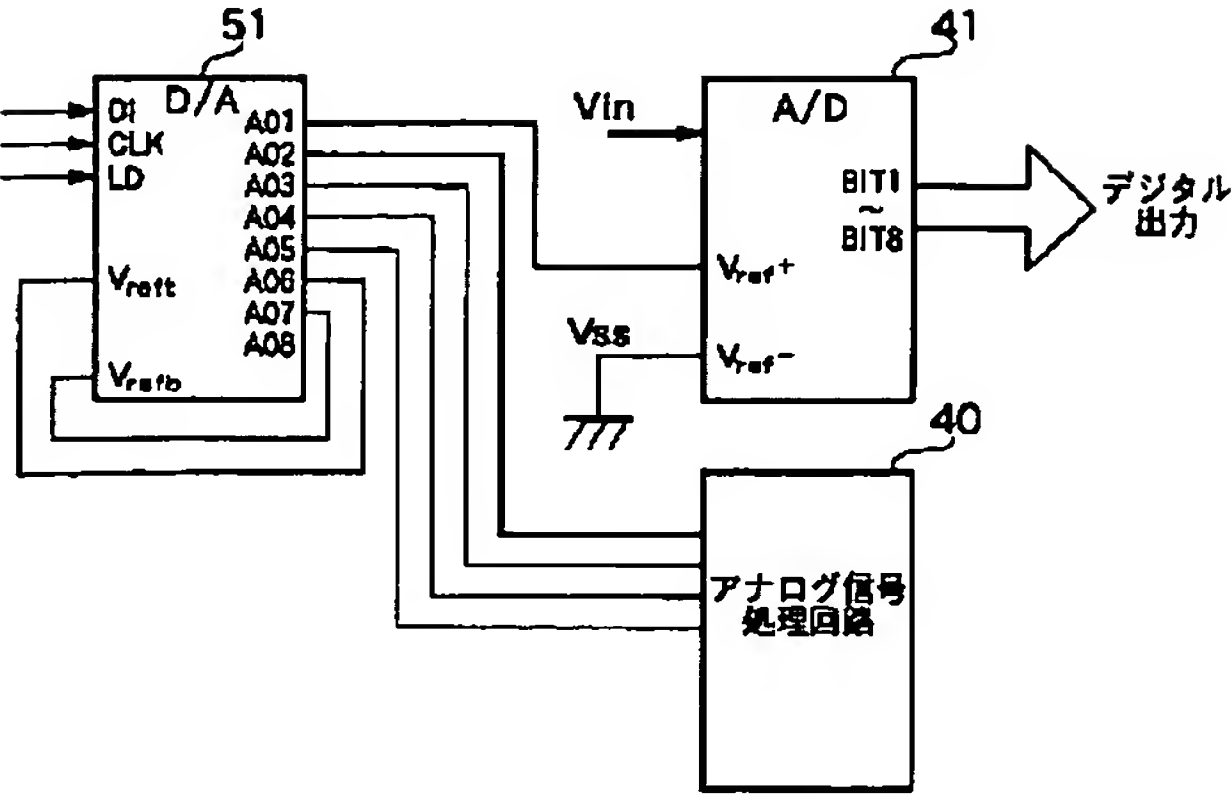 51
D/A
DI
CLK
LD
Vreft
Vrefb
A01
A02
A03
A04
A05
A06
A07
A08
41
A/D
Vin
BIT1
~
BIT8
Vref+
Vref-
Vss
デジタル
出力
40
アナログ信号
処理回路